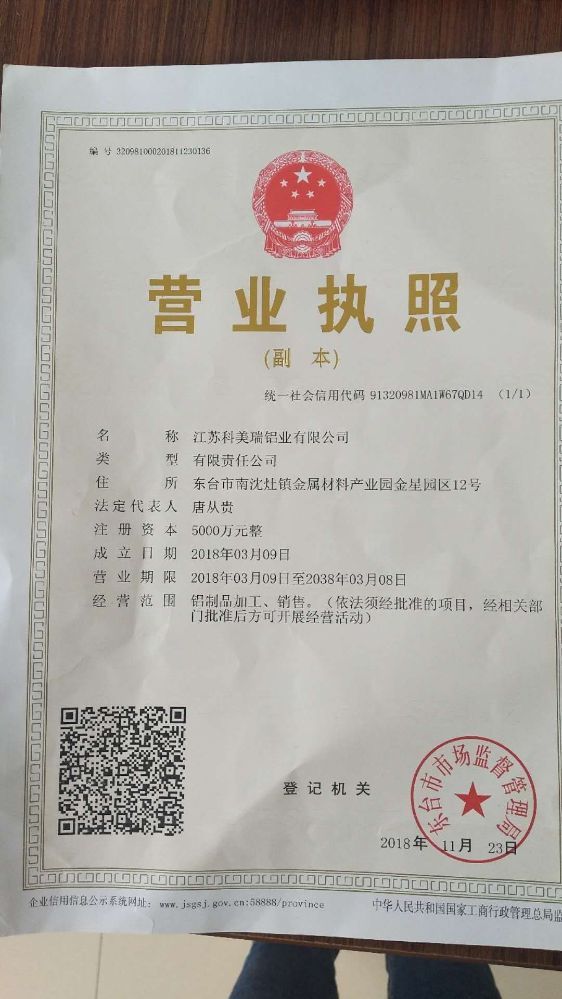 编号 320981000201811230136
营业执照
(副 本)
统一社会信用代码 91320981MA1W67QD14 (1/1)
名称 江苏科美瑞铝业有限公司
类型 有限责任公司
住所 东台市南沈灶镇金属材料产业园金星园区12号
法定代表人 唐从贵
注册资本 5000万元整
成立日期 2018年03月09日
营业期限 2018年03月09日至2038年03月08日
经营范围 铝制品加工、销售。(依法须经批准的项目，经相关部
门批准后方可开展经营活动)
登记机关
东台市市场监督管理局
2018年 11月 23日
企业信用信息公示系统网址: www.jsgsj.gov.cn:58888/province
中华人民共和国国家工商行政管理总局监